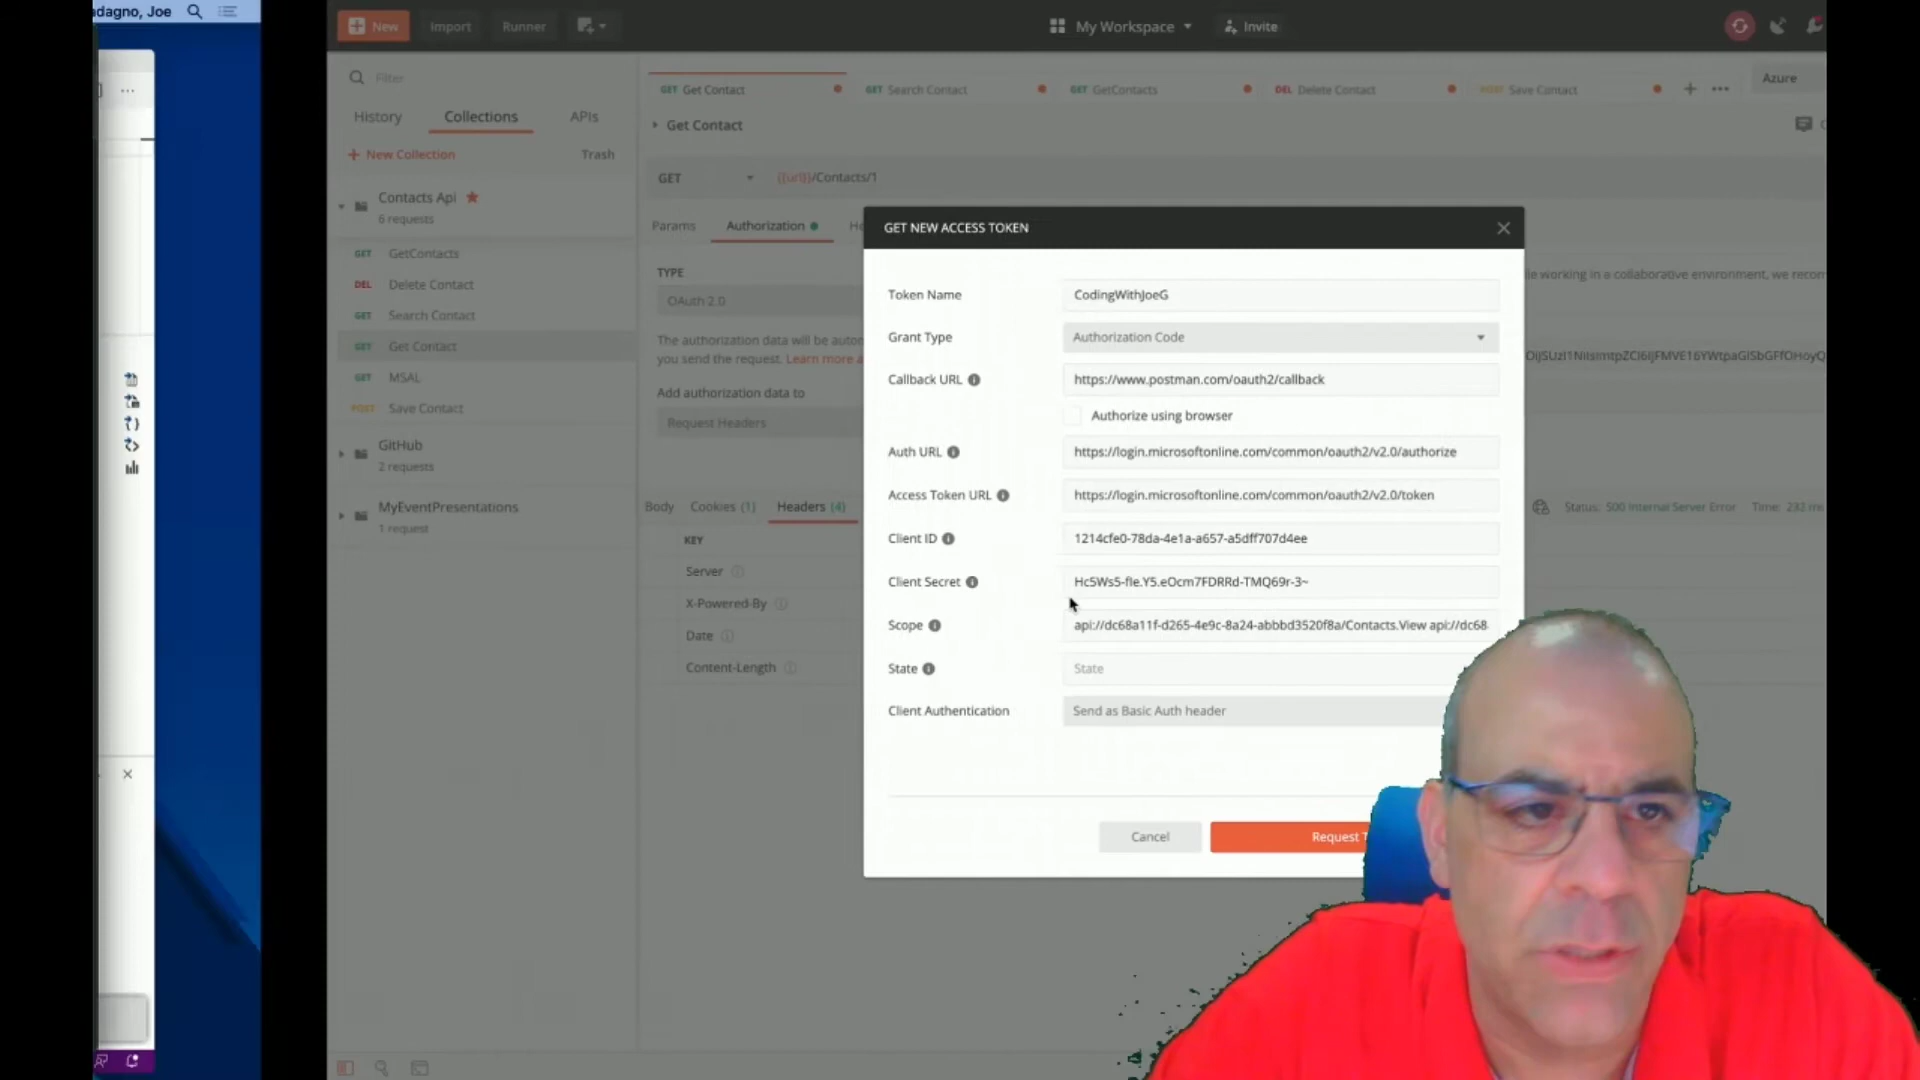 adagno, Joe
New
Import
Runner
My Workspace
Invite
Filter
History
Collections
APIs
New Collection
Trash
Contacts Api
6 requests
GET GetContacts
DEL Delete Contact
GET Search Contact
GET Get Contact
GET MSAL
POST Save Contact
GitHub
2 requests
MyEventPresentations
1 request
GET Get Contact
GET Search Contact
GET GetContacts
DEL Delete Contact
POST Save Contact
Azure
Get Contact
GET
{{url}}/Contacts/1
Params
Authorization
He
TYPE
OAuth 2.0
The authorization data will be auto
you send the request. Learn more a
Add authorization data to
Request Headers
le working in a collaborative environment, we recom
Body
Cookies (1)
Headers (4)
Status: 500 Internal Server Error
Time: 232 ms
KEY
Server
X-Powered-By
Date
Content-Length
GET NEW ACCESS TOKEN
Token Name
CodingWithJoeG
Grant Type
Authorization Code
Callback URL
https://www.postman.com/oauth2/callback
Authorize using browser
Auth URL
https://login.microsoftonline.com/common/oauth2/v2.0/authorize
Access Token URL
https://login.microsoftonline.com/common/oauth2/v2.0/token
Client ID
1214cfe0-78da-4e1a-a657-a5dff707d4ee
Client Secret
Hc5Ws5-fle.Y5.eOcm7FDRRd-TMQ69r-3~
Scope
api://dc68a11f-d265-4e9c-8a24-abbbd3520f8a/Contacts.View api://dc68-
State
State
Client Authentication
Send as Basic Auth header
Cancel
Request T